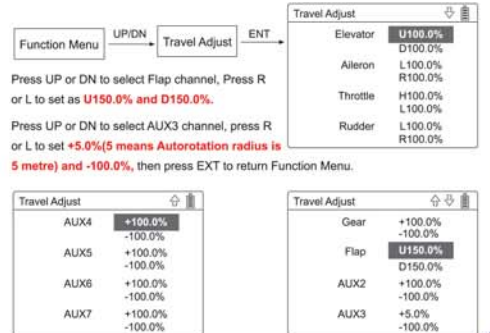 Function Menu
UP/DN
Travel Adjust
ENT
Press UP or DN to select Flap channel, Press R
or L to set as U150.0% and D150.0%.
Press UP or DN to select AUX3 channel, press R
or L to set +5.0%(5 means Autorotation radius is
5 metre) and -100.0%, then press EXT to return Function Menu.
Travel Adjust
Elevator U100.0%
D100.0%
Aileron L100.0%
R100.0%
Throttle H100.0%
L100.0%
Rudder L100.0%
R100.0%
Travel Adjust
AUX4 +100.0%
-100.0%
AUX5 +100.0%
-100.0%
AUX6 +100.0%
-100.0%
AUX7 +100.0%
-100.0%
Travel Adjust
Gear +100.0%
-100.0%
Flap U150.0%
D150.0%
AUX2 +100.0%
-100.0%
AUX3 +5.0%
-100.0%